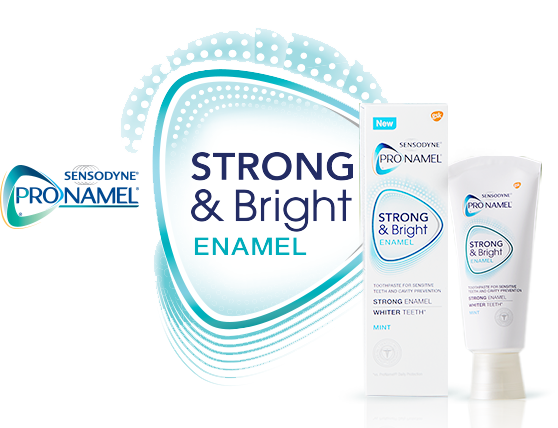 SENSODYNE®
PRONAMEL®
STRONG
& Bright
ENAMEL
New
gsk
SENSODYNE®
PRONAMEL®
STRONG
& Bright
ENAMEL
TOOTHPASTE FOR SENSITIVE
TEETH AND CAVITY PREVENTION
STRONG ENAMEL
WHITER TEETH*
MINT
SENSODYNE®
PRONAMEL®
STRONG
& Bright
ENAMEL
TOOTHPASTE FOR SENSITIVE
TEETH AND CAVITY PREVENTION
STRONG ENAMEL
WHITER TEETH*
MINT